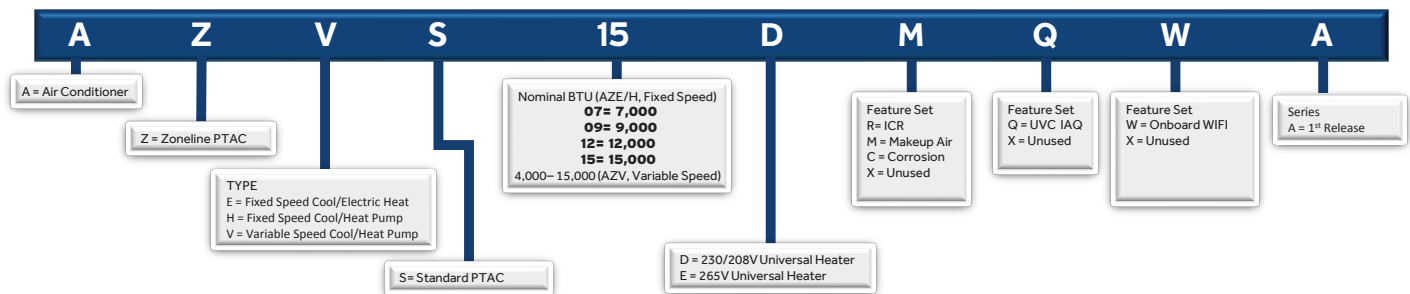 A Z V S 15 D M Q W A
A = Air Conditioner
Z = Zoneline PTAC
TYPE
E = Fixed Speed Cool/Electric Heat
H = Fixed Speed Cool/Heat Pump
V = Variable Speed Cool/Heat Pump
S= Standard PTAC
Nominal BTU (AZE/H, Fixed Speed)
07= 7,000
09= 9,000
12= 12,000
15= 15,000
4,000–15,000 (AZV, Variable Speed)
D = 230/208V Universal Heater
E = 265V Universal Heater
Feature Set
R= ICR
M = Makeup Air
C = Corrosion
X = Unused
Feature Set
Q = UVC IAQ
X = Unused
Feature Set
W = Onboard WIFI
X = Unused
Series
A = 1st Release